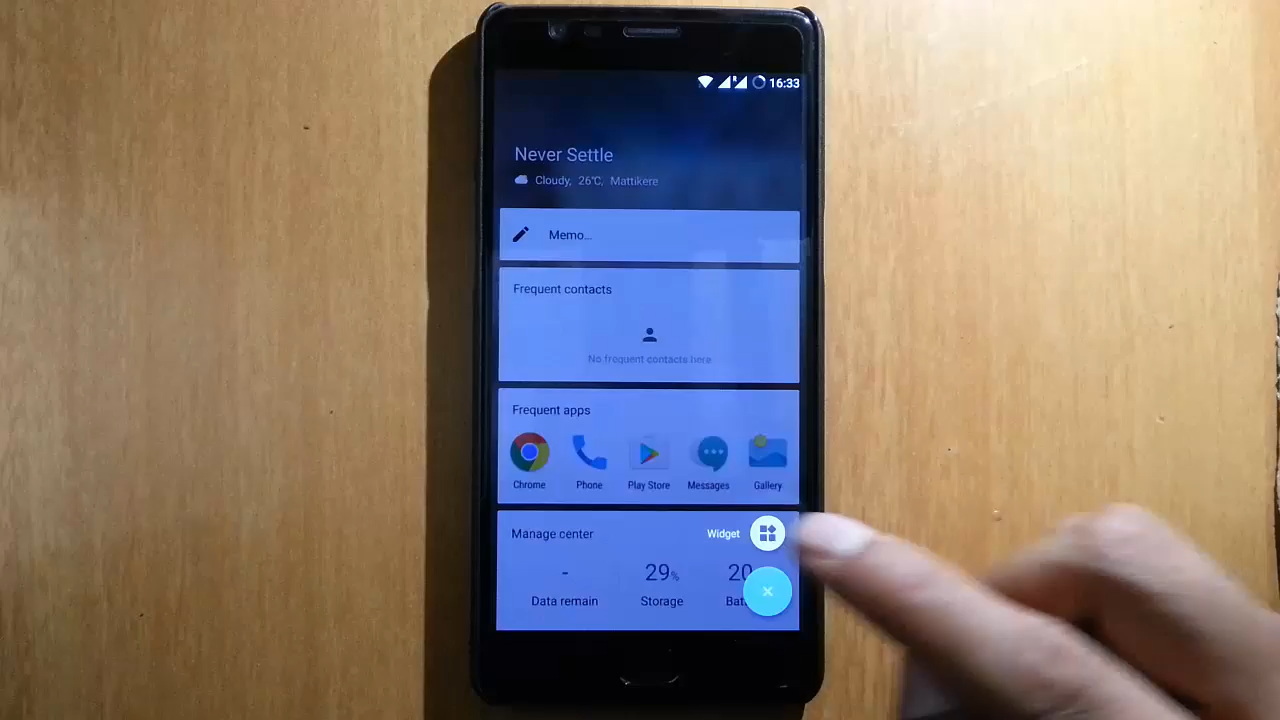 16:33
Never Settle
Cloudy, 26°C, Mattikere
Memo...
Frequent contacts
No frequent contacts here
Frequent apps
Chrome Phone Play Store Messages Gallery
Manage center Widget
- 29% 20
Data remain Storage Bat